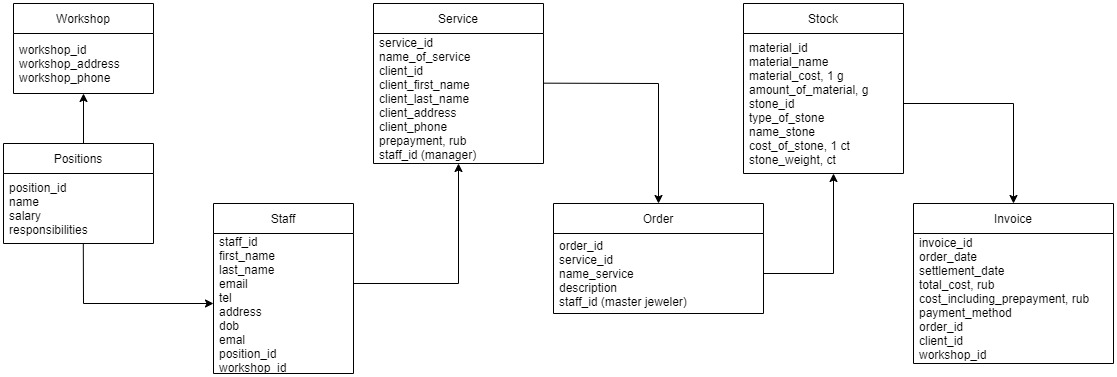 Workshop
workshop_id
workshop_address
workshop_phone
Positions
position_id
name
salary
responsibilities
Staff
staff_id
first_name
last_name
email
tel
address
dob
emal
position_id
workshop_id
Service
service_id
name_of_service
client_id
client_first_name
client_last_name
client_address
client_phone
prepayment, rub
staff_id (manager)
Order
order_id
service_id
name_service
description
staff_id (master jeweler)
Stock
material_id
material_name
material_cost, 1 g
amount_of_material, g
stone_id
type_of_stone
name_stone
cost_of_stone, 1 ct
stone_weight, ct
Invoice
invoice_id
order_date
settlement_date
total_cost, rub
cost_including_prepayment, rub
payment_method
order_id
client_id
workshop_id